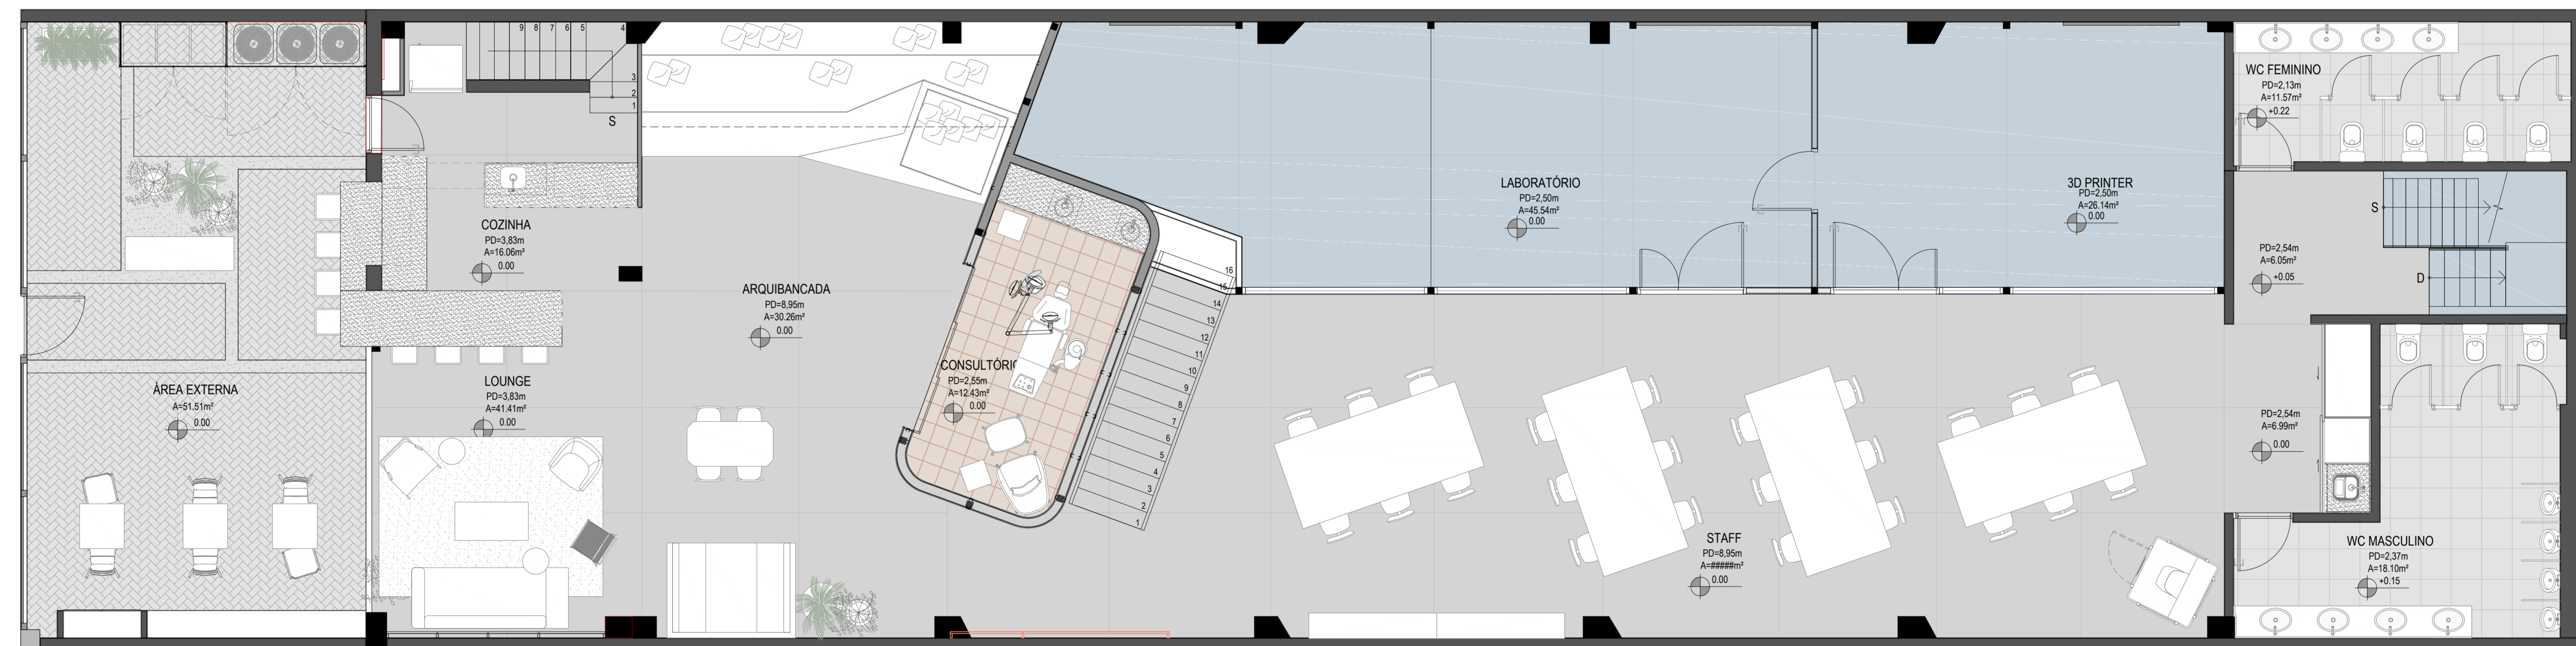 9 8 7 6 5 4
3
2
1
S
WC FEMININO
PD=2,13m
A=11.57m²
+0.22
COZINHA
PD=3,83m
A=16.06m²
0.00
ARQUIBANCADA
PD=8,95m
A=30.26m²
0.00
LABORATÓRIO
PD=2,50m
A=45.54m²
0.00
3D PRINTER
PD=2,50m
A=26.14m²
0.00
S
D
PD=2,54m
A=6.05m²
+0.05
16
15
14
13
12
11
10
9
8
7
6
5
4
3
2
1
ÁREA EXTERNA
A=51.51m²
0.00
LOUNGE
PD=3,83m
A=41.41m²
0.00
CONSULTÓRIO
PD=2,55m
A=12.43m²
0.00
PD=2,54m
A=6.99m²
0.00
STAFF
PD=8,95m
A=#####m²
0.00
WC MASCULINO
PD=2,37m
A=18.10m²
+0.15